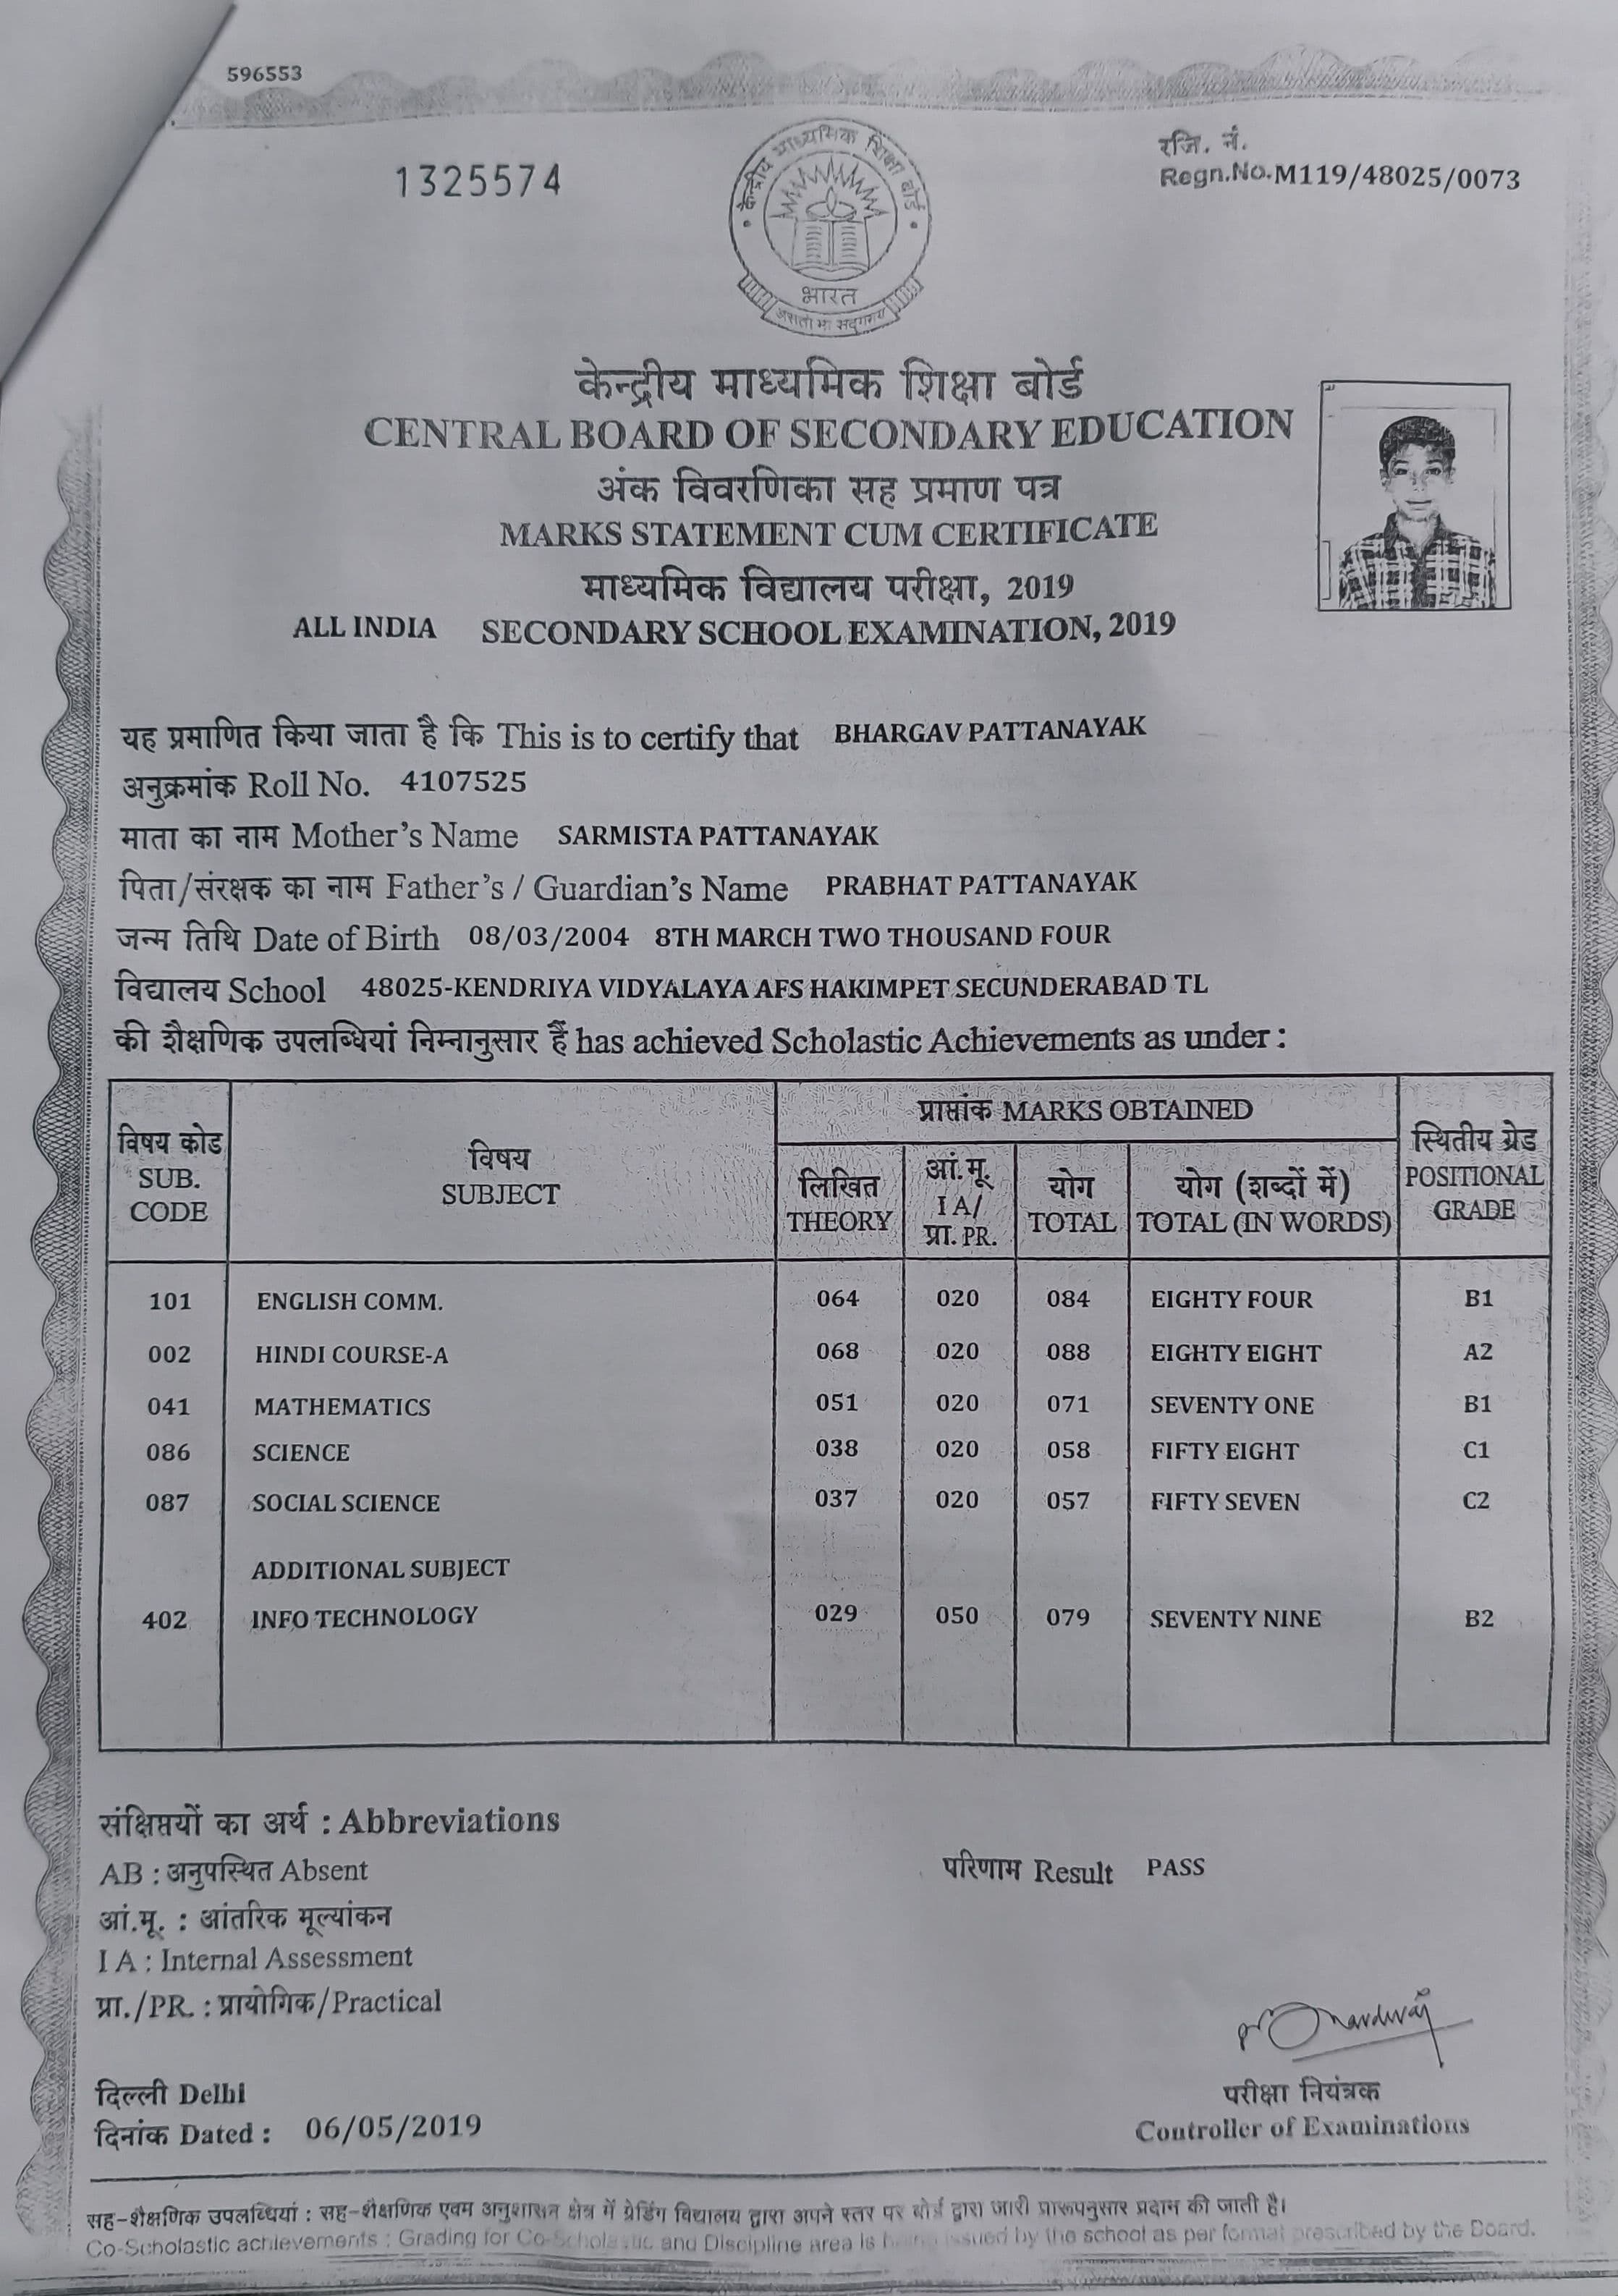 596553
1325574
रजि. नं.
Regn.No.M119/48025/0073
केन्द्रीय माध्यमिक शिक्षा बोर्ड
भारत
असतो मा सद्गमय
केन्द्रीय माध्यमिक शिक्षा बोर्ड
CENTRAL BOARD OF SECONDARY EDUCATION
अंक विवरणिका सह प्रमाण पत्र
MARKS STATEMENT CUM CERTIFICATE
माध्यमिक विद्यालय परीक्षा, 2019
ALL INDIA SECONDARY SCHOOL EXAMINATION, 2019
यह प्रमाणित किया जाता है कि This is to certify that BHARGAV PATTANAYAK
अनुक्रमांक Roll No. 4107525
माता का नाम Mother's Name SARMISTA PATTANAYAK
पिता/संरक्षक का नाम Father's / Guardian's Name PRABHAT PATTANAYAK
जन्म तिथि Date of Birth 08/03/2004 8TH MARCH TWO THOUSAND FOUR
विद्यालय School 48025-KENDRIYA VIDYALAYA AFS HAKIMPET SECUNDERABAD TL
की शैक्षणिक उपलब्धियां निम्नानुसार हैं has achieved Scholastic Achievements as under :
विषय कोड
SUB.
CODE
विषय
SUBJECT
प्राप्तांक MARKS OBTAINED
लिखित
THEORY
आं.मू.
I A/
प्रा. PR.
योग
TOTAL
योग (शब्दों में)
TOTAL (IN WORDS)
स्थितीय ग्रेड
POSITIONAL
GRADE
101 ENGLISH COMM. 064 020 084 EIGHTY FOUR B1
002 HINDI COURSE-A 068 020 088 EIGHTY EIGHT A2
041 MATHEMATICS 051 020 071 SEVENTY ONE B1
086 SCIENCE 038 020 058 FIFTY EIGHT C1
087 SOCIAL SCIENCE 037 020 057 FIFTY SEVEN C2
ADDITIONAL SUBJECT
402 INFO TECHNOLOGY 029 050 079 SEVENTY NINE B2
संक्षिप्तयों का अर्थ : Abbreviations
AB : अनुपस्थित Absent
परिणाम Result PASS
आं.मू. : आंतरिक मूल्यांकन
I A : Internal Assessment
प्रा./PR. : प्रायोगिक/Practical
दिल्ली Delhi
दिनांक Dated : 06/05/2019
परीक्षा नियंत्रक
Controller of Examinations
सह-शैक्षणिक उपलब्धियां : सह-शैक्षणिक एवम अनुशासन क्षेत्र में ग्रेडिंग विद्यालय द्वारा अपने स्तर पर बोर्ड द्वारा जारी प्रारूपनुसार प्रदान की जाती है।
Co-Scholastic achievements : Grading for Co-Scholastic and Discipline area is being issued by the school as per format prescribed by the Board.